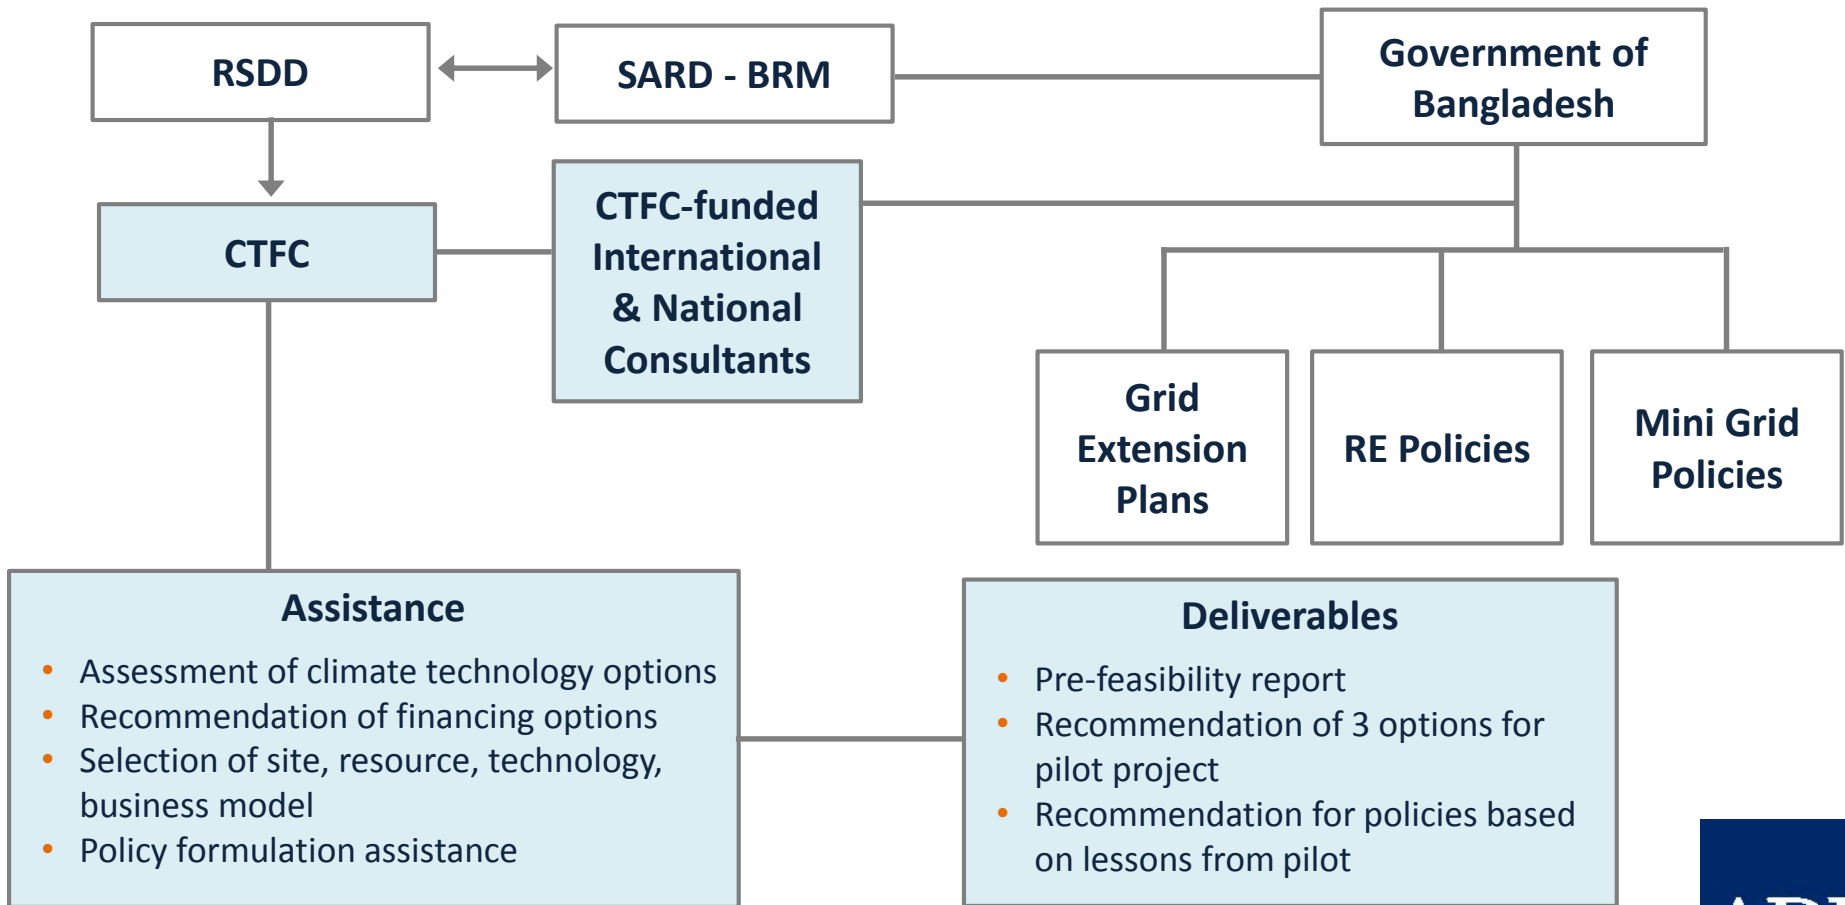 RSDD
SARD - BRM
Government of
Bangladesh
CTFC
CTFC-funded
International
& National
Consultants
Grid
Extension
Plans
RE Policies
Mini Grid
Policies
Assistance
• Assessment of climate technology options
• Recommendation of financing options
• Selection of site, resource, technology,
business model
• Policy formulation assistance
Deliverables
• Pre-feasibility report
• Recommendation of 3 options for
pilot project
• Recommendation for policies based
on lessons from pilot